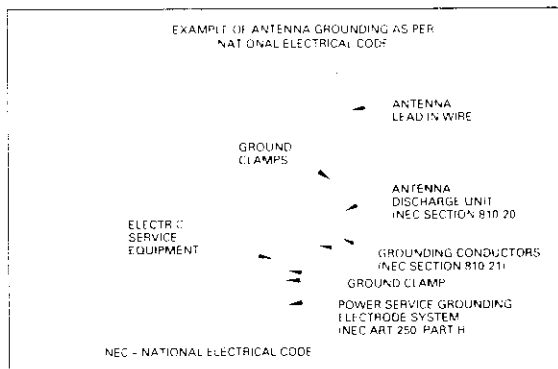 EXAMPLE OF ANTENNA GROUNDING AS PER
NATIONAL ELECTRICAL CODE
ANTENNA
LEAD IN WIRE
GROUND
CLAMPS
ANTENNA
DISCHARGE UNIT
(NEC SECTION 810 20
ELECTRIC
SERVICE
EQUIPMENT
GROUNDING CONDUCTORS
(NEC SECTION 810 21)
GROUND CLAMP
POWER SERVICE GROUNDING
ELECTRODE SYSTEM
(NEC ART 250 PART H
NEC - NATIONAL ELECTRICAL CODE